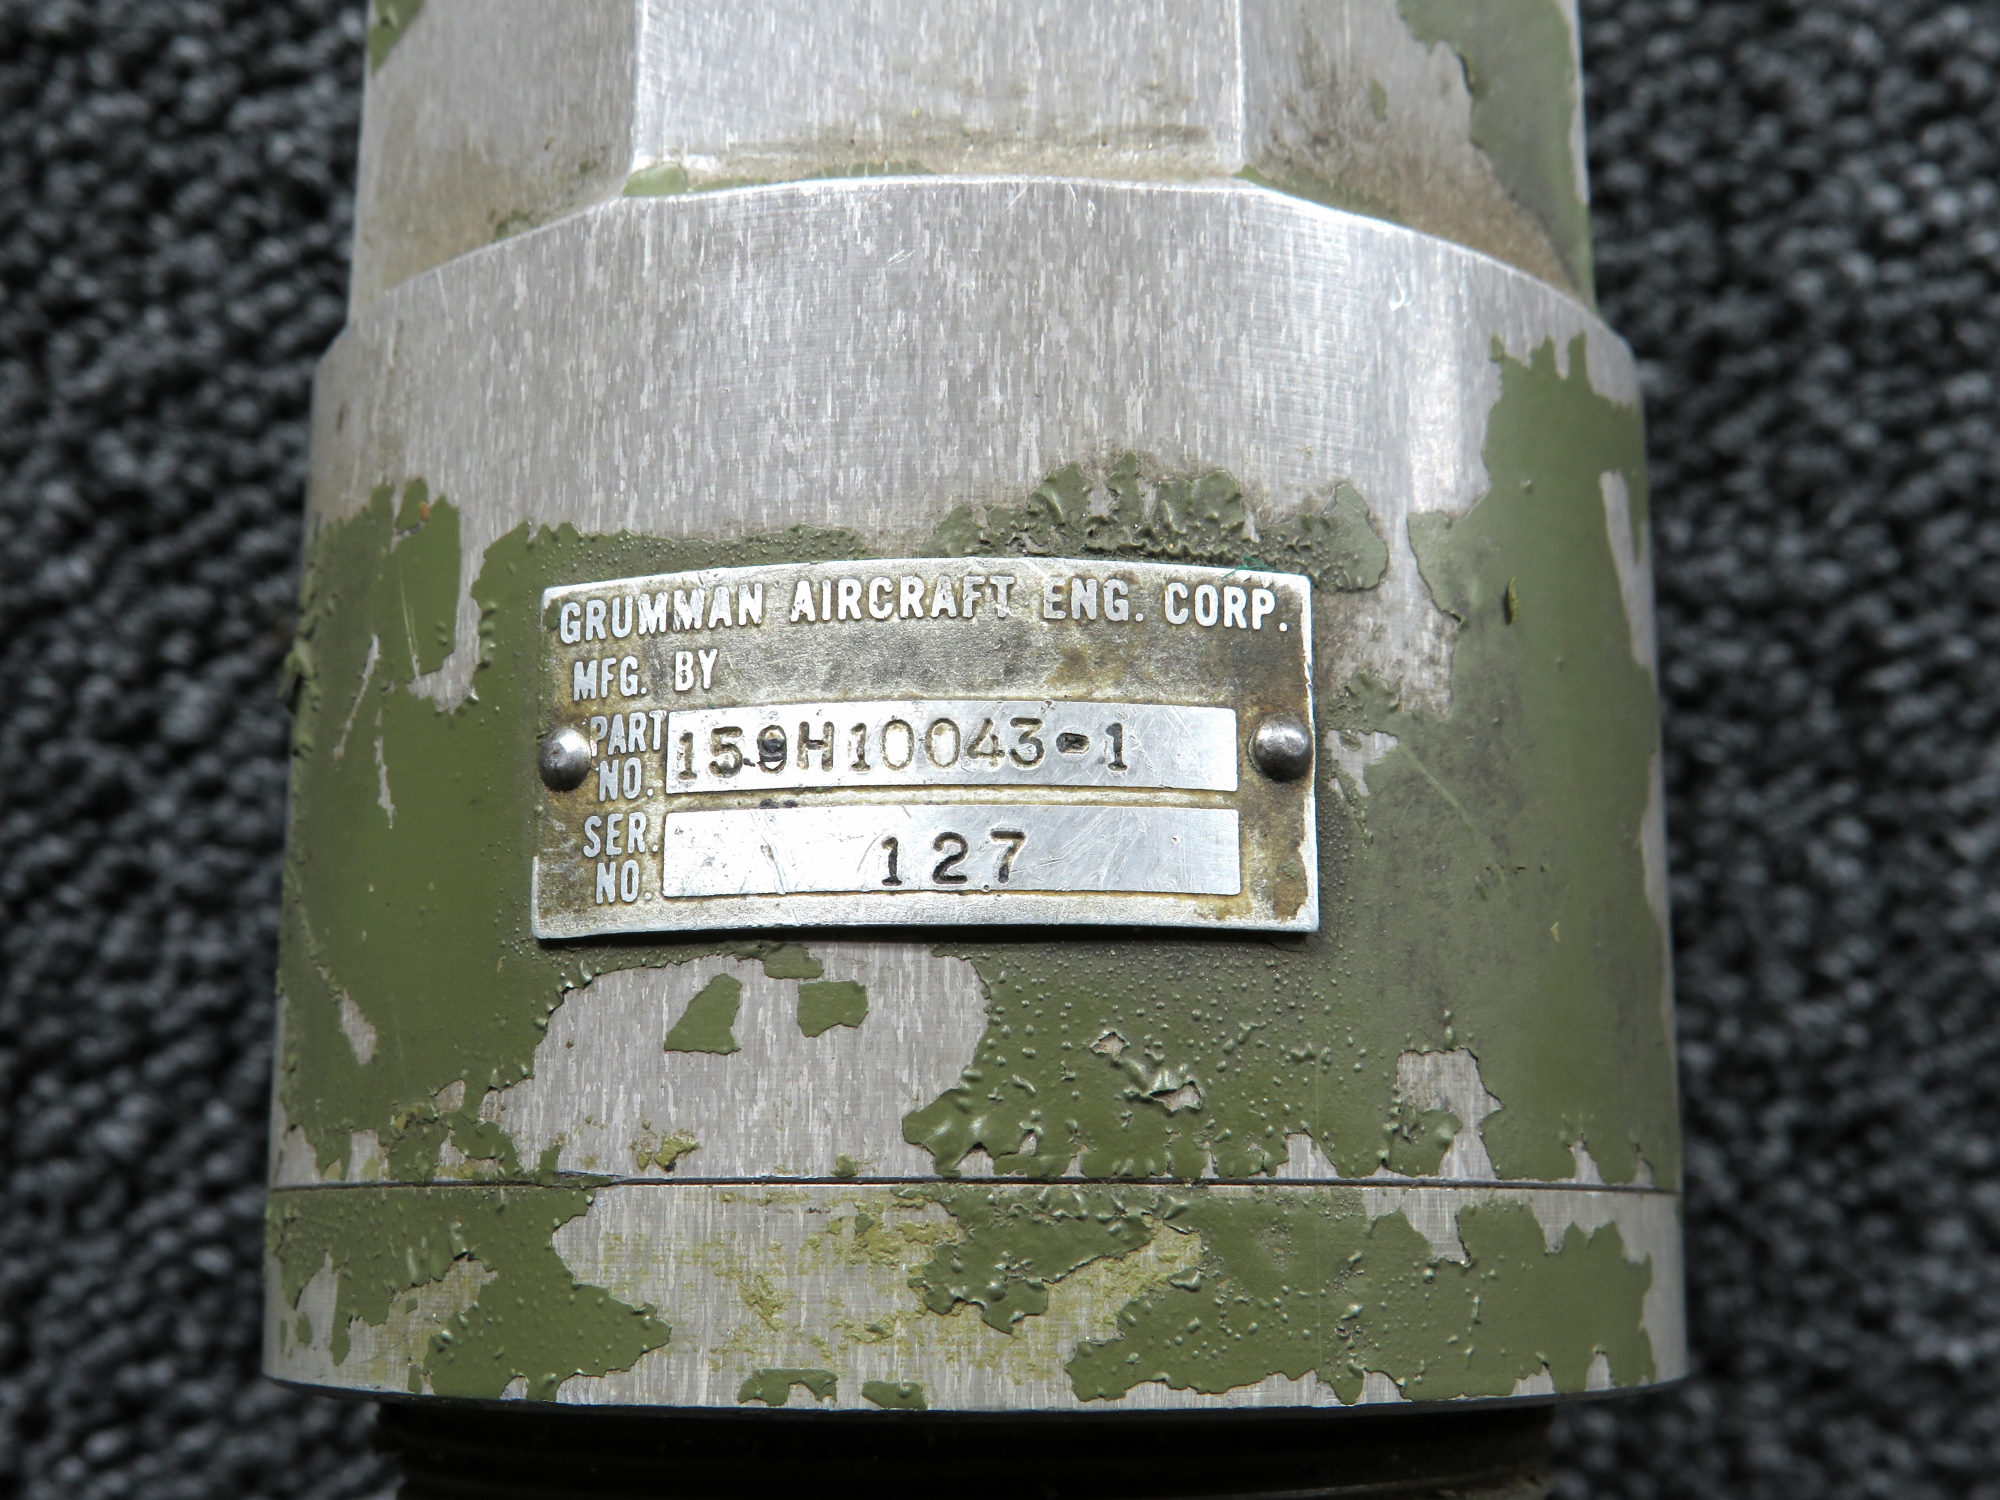 GRUMMAN AIRCRAFT ENG. CORP.
MFG. BY
PART NO. 159H10043-1
SER. NO. 127